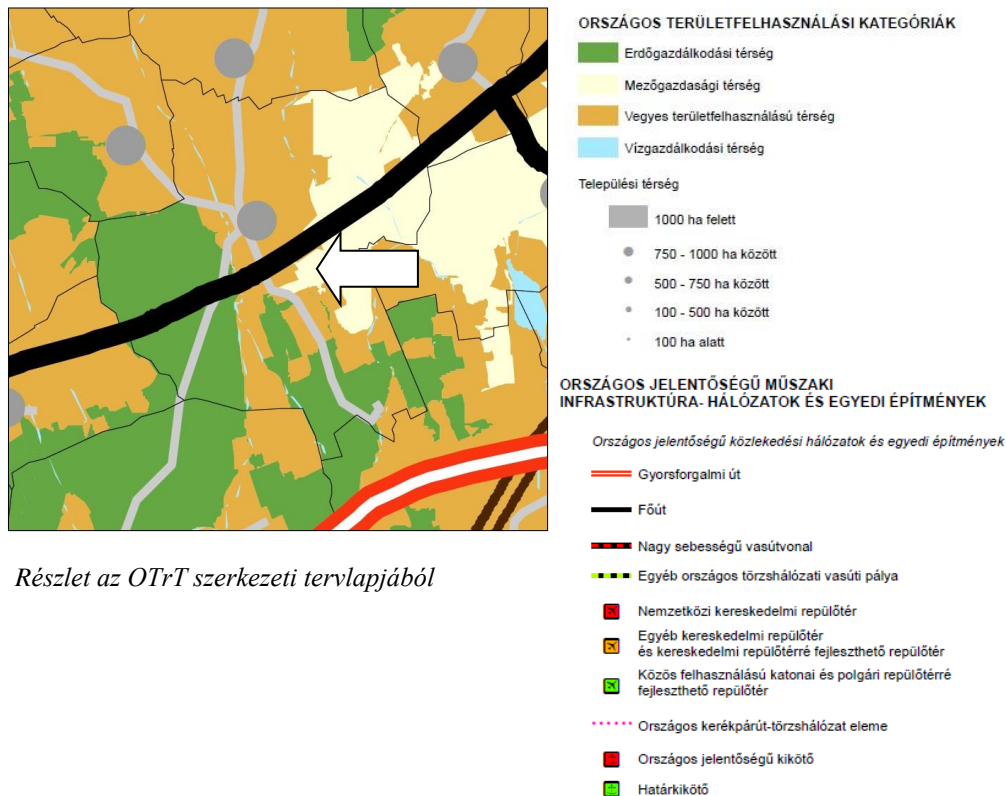 ORSZÁGOS TERÜLETFELHASZNÁLÁSI KATEGÓRIÁK
Erdőgazdálkodási térség
Mezőgazdasági térség
Vegyes területfelhasználású térség
Vízgazdálkodási térség
Települési térség
1000 ha felett
750 - 1000 ha között
500 - 750 ha között
100 - 500 ha között
100 ha alatt
ORSZÁGOS JELENTŐSÉGŰ MŰSZAKI
INFRASTRUKTÚRA- HÁLÓZATOK ÉS EGYEDI ÉPÍTMÉNYEK
Országos jelentőségű közlekedési hálózatok és egyedi építmények
Gyorsforgalmi út
Főút
Nagy sebességű vasútvonal
Egyéb országos törzshálózati vasúti pálya
Nemzetközi kereskedelmi repülőtér
Egyéb kereskedelmi repülőtér
és kereskedelmi repülőtérré fejleszthető repülőtér
Közös felhasználású katonai és polgári repülőtérré
fejleszthető repülőtér
Országos kerékpárút-törzshálózat eleme
Országos jelentőségű kikötő
Határkikötő
Részlet az OTrT szerkezeti tervlapjából